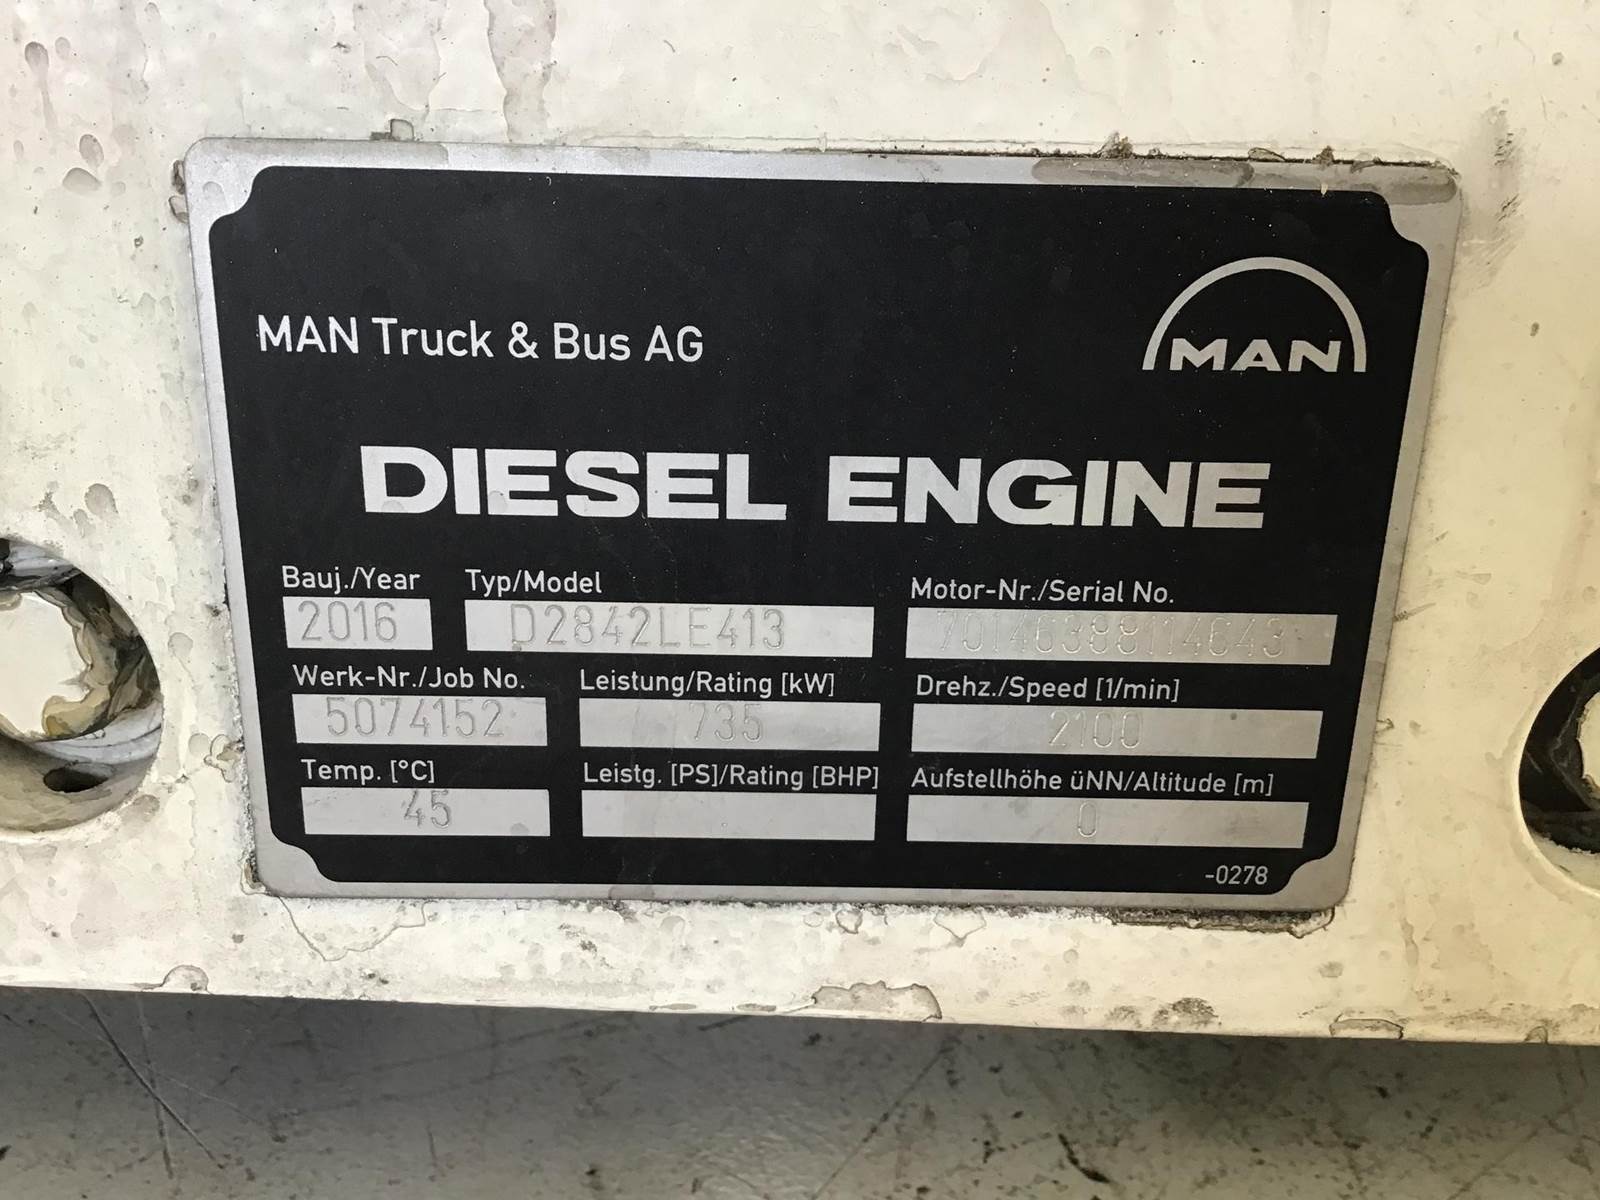 MAN Truck & Bus AG
MAN
DIESEL ENGINE
Bauj./Year Typ/Model Motor-Nr./Serial No.
2016 D2842LE413
Werk-Nr./Job No. Leistung/Rating [kW] Drehz./Speed [1/min]
5074152 735 2100
Temp. [°C] Leistg. [PS]/Rating [BHP] Aufstellhöhe üNN/Altitude [m]
45 0
-0278